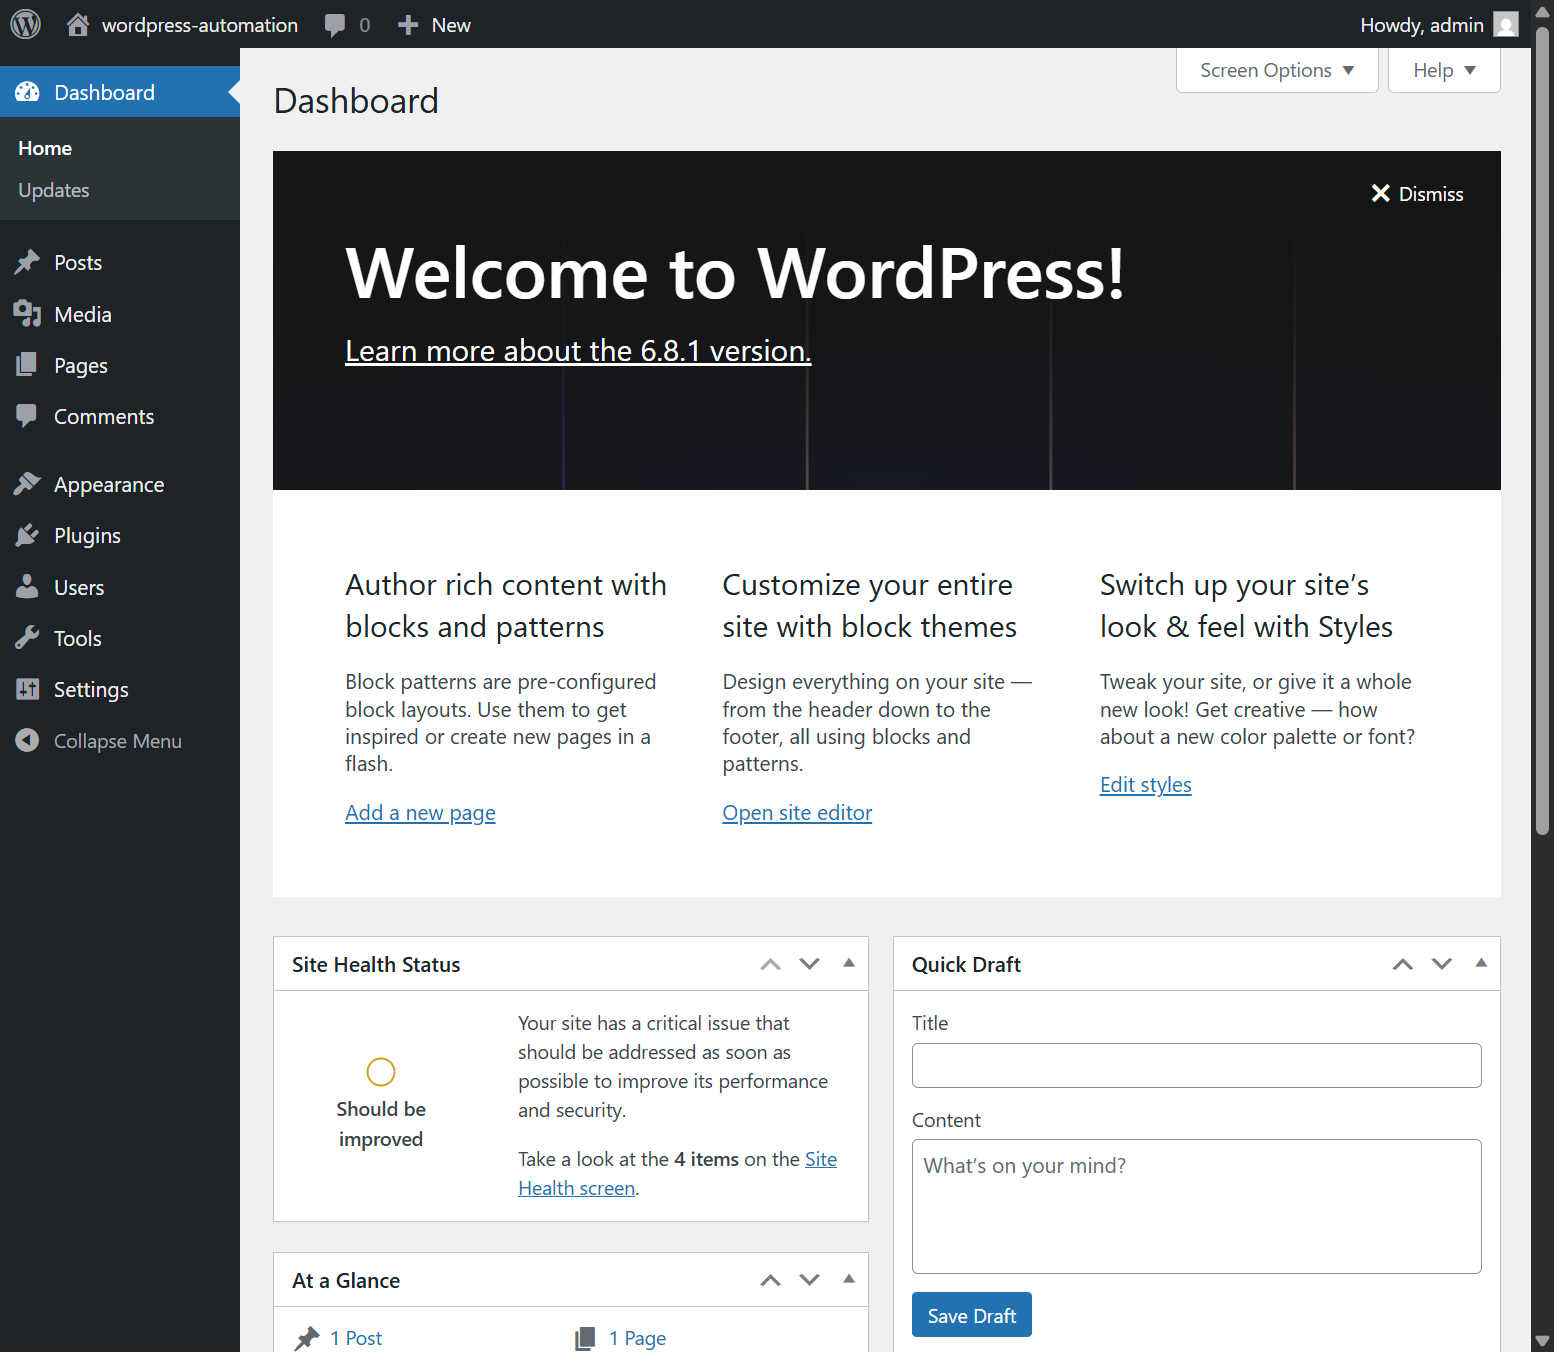 wordpress-automation 0 New Howdy, admin
Dashboard
Home
Updates
Posts
Media
Pages
Comments
Appearance
Plugins
Users
Tools
Settings
Collapse Menu
Screen Options
Help
Dashboard
Dismiss
Welcome to WordPress!
Learn more about the 6.8.1 version.
Author rich content with
blocks and patterns
Block patterns are pre-configured
block layouts. Use them to get
inspired or create new pages in a
flash.
Add a new page
Customize your entire
site with block themes
Design everything on your site —
from the header down to the
footer, all using blocks and
patterns.
Open site editor
Switch up your site’s
look & feel with Styles
Tweak your site, or give it a whole
new look! Get creative — how
about a new color palette or font?
Edit styles
Site Health Status
Should be
improved
Your site has a critical issue that
should be addressed as soon as
possible to improve its performance
and security.
Take a look at the 4 items on the Site
Health screen.
At a Glance
1 Post
1 Page
Quick Draft
Title
Content
What’s on your mind?
Save Draft